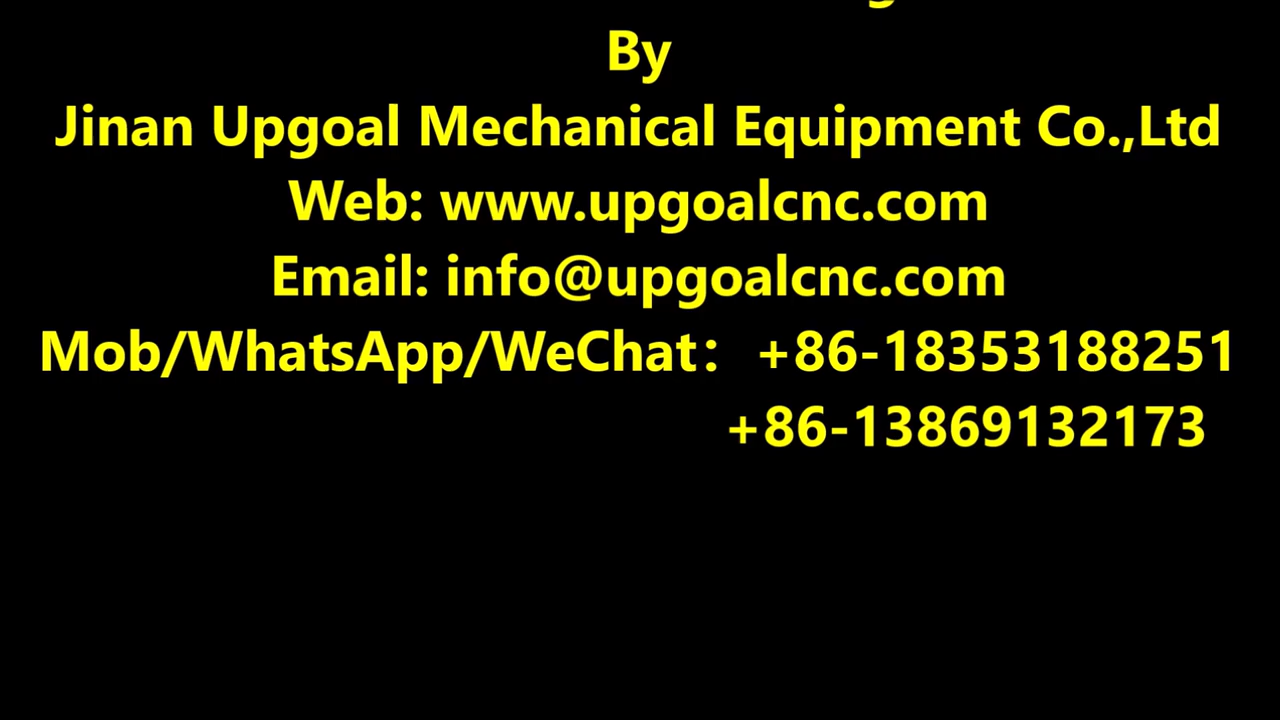 By
Jinan Upgoal Mechanical Equipment Co.,Ltd
Web: www.upgoalcnc.com
Email: info@upgoalcnc.com
Mob/WhatsApp/WeChat：+86-18353188251
+86-13869132173